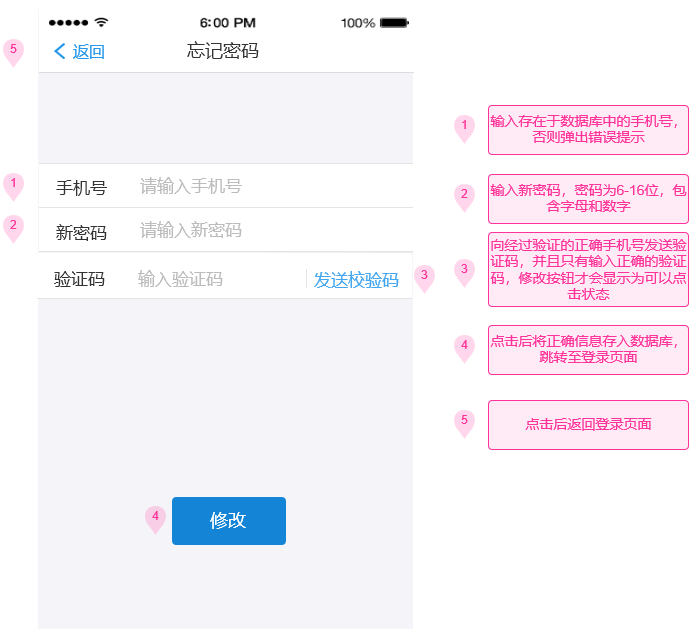 6:00 PM
100%
5
返回
忘记密码
1
手机号
请输入手机号
2
新密码
请输入新密码
验证码
输入验证码
发送校验码
3
4
修改
1
输入存在于数据库中的手机号，
否则弹出错误提示
2
输入新密码，密码为6-16位，包
含字母和数字
3
向经过验证的正确手机号发送验
证码，并且只有输入正确的验证
码，修改按钮才会显示为可以点
击状态
4
点击后将正确信息存入数据库，
跳转至登录页面
5
点击后返回登录页面